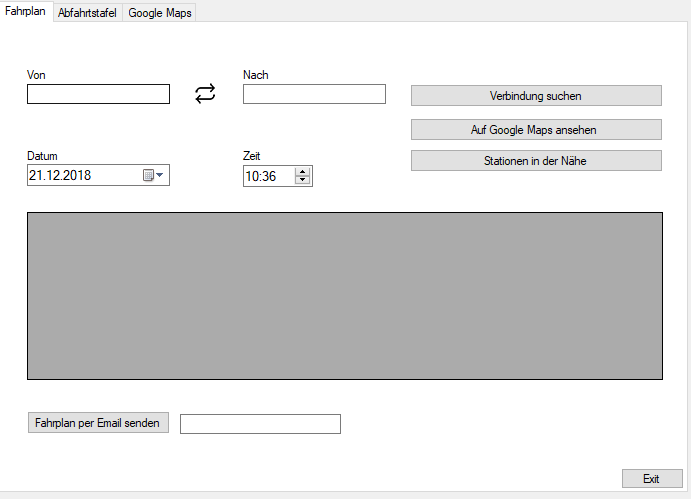 Fahrplan Abfahrtstafel Google Maps
Von Nach
Verbindung suchen
Auf Google Maps ansehen
Datum Zeit
Stationen in der Nähe
21.12.2018 10:36
Fahrplan per Email senden
Exit